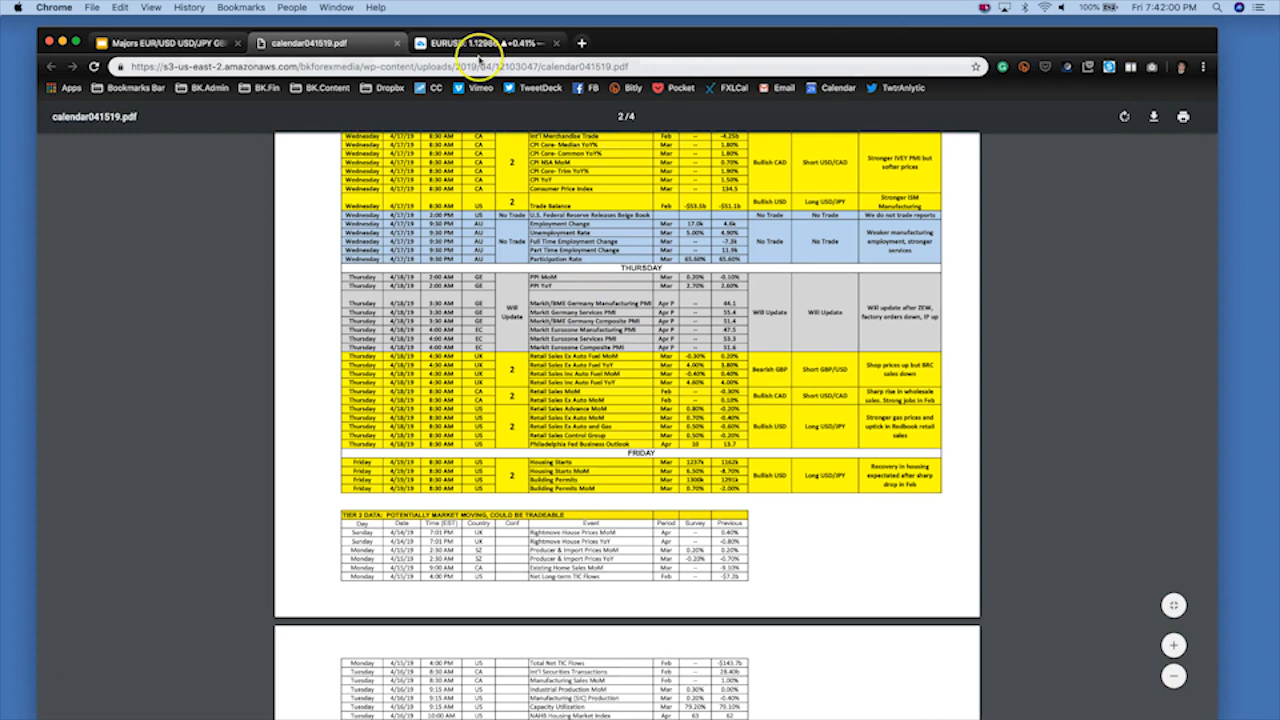 Chrome File Edit View History Bookmarks People Window Help 100% Fri 7:42:00 PM
Majors EUR/USD USD/JPY GB calendar041519.pdf EURUSD 1.12986 ▲+0.41%
https://s3-us-east-2.amazonaws.com/bkforexmedia/wp-content/uploads/2019/04/12103047/calendar041519.pdf
Apps Bookmarks Bar BK.Admin BK.Fin BK.Content Dropbx CC Vimeo TweetDeck FB Bitly Pocket FXLCal Email Calendar TwtrAnlytic
calendar041519.pdf 2/4
Wednesday 4/17/19 8:30 AM CA Int'l Merchandise Trade Feb -- -4.25b
Wednesday 4/17/19 8:30 AM CA CPI Core- Median YoY% Mar -- 1.80%
Wednesday 4/17/19 8:30 AM CA CPI Core- Common YoY% Mar -- 1.80%
Wednesday 4/17/19 8:30 AM CA 2 CPI NSA MoM Mar -- 0.70% Bullish CAD Short USD/CAD Stronger IVEY PMI but softer prices
Wednesday 4/17/19 8:30 AM CA CPI Core- Trim YoY% Mar -- 1.90%
Wednesday 4/17/19 8:30 AM CA CPI YoY Mar -- 1.50%
Wednesday 4/17/19 8:30 AM CA Consumer Price Index Mar -- 134.5
Wednesday 4/17/19 8:30 AM US 2 Trade Balance Feb -$53.5b -$51.1b Bullish USD Long USD/JPY Stronger ISM Manufacturing
Wednesday 4/17/19 2:00 PM US No Trade U.S. Federal Reserve Releases Beige Book No Trade No Trade We do not trade reports
Wednesday 4/17/19 9:30 PM AU Employment Change Mar 17.0k 4.6k
Wednesday 4/17/19 9:30 PM AU Unemployment Rate Mar 5.00% 4.90%
Wednesday 4/17/19 9:30 PM AU No Trade Full Time Employment Change Mar -- -7.3k No Trade No Trade Weaker manufacturing employment, stronger services
Wednesday 4/17/19 9:30 PM AU Part Time Employment Change Mar -- 11.9k
Wednesday 4/17/19 9:30 PM AU Participation Rate Mar 65.60% 65.60%
THURSDAY
Thursday 4/18/19 2:00 AM GE PPI MoM Mar 0.20% -0.10%
Thursday 4/18/19 2:00 AM GE PPI YoY Mar 2.70% 2.60%
Thursday 4/18/19 3:30 AM GE Markit/BME Germany Manufacturing PMI Apr P -- 44.1
Thursday 4/18/19 3:30 AM GE Will Update Markit Germany Services PMI Apr P -- 55.4 Will Update Will Update Will update after ZEW, factory orders down, IP up
Thursday 4/18/19 3:30 AM GE Markit/BME Germany Composite PMI Apr P -- 51.4
Thursday 4/18/19 4:00 AM EC Markit Eurozone Manufacturing PMI Apr P -- 47.5
Thursday 4/18/19 4:00 AM EC Markit Eurozone Services PMI Apr P -- 53.3
Thursday 4/18/19 4:00 AM EC Markit Eurozone Composite PMI Apr P -- 51.6
Thursday 4/18/19 4:30 AM UK Retail Sales Ex Auto Fuel MoM Mar -0.30% 0.20%
Thursday 4/18/19 4:30 AM UK 2 Retail Sales Ex Auto Fuel YoY Mar 4.00% 3.80% Bearish GBP Short GBP/USD Shop prices up but BRC sales down
Thursday 4/18/19 4:30 AM UK Retail Sales Inc Auto Fuel MoM Mar -0.40% 0.40%
Thursday 4/18/19 4:30 AM UK Retail Sales Inc Auto Fuel YoY Mar 4.60% 4.00%
Thursday 4/18/19 8:30 AM CA 2 Retail Sales MoM Feb -- -0.30% Bullish CAD Short USD/CAD Sharp rise in wholesale sales. Strong jobs in Feb
Thursday 4/18/19 8:30 AM CA Retail Sales Ex Auto MoM Feb -- 0.10%
Thursday 4/18/19 8:30 AM US Retail Sales Advance MoM Mar 0.80% -0.20%
Thursday 4/18/19 8:30 AM US Retail Sales Ex Auto MoM Mar 0.70% -0.40%
Thursday 4/18/19 8:30 AM US 2 Retail Sales Ex Auto and Gas Mar 0.50% -0.60% Bullish USD Long USD/JPY Stronger gas prices and uptick in Redbook retail sales
Thursday 4/18/19 8:30 AM US Retail Sales Control Group Mar 0.50% -0.20%
Thursday 4/18/19 8:30 AM US Philadelphia Fed Business Outlook Apr 10 13.7
FRIDAY
Friday 4/19/19 8:30 AM US Housing Starts Mar 1237k 1162k
Friday 4/19/19 8:30 AM US 2 Housing Starts MoM Mar 6.50% -8.70% Bullish USD Long USD/JPY Recovery in housing expectated after sharp drop in Feb
Friday 4/19/19 8:30 AM US Building Permits Mar 1300k 1291k
Friday 4/19/19 8:30 AM US Building Permits MoM Mar 0.70% -2.00%
TIER 2 DATA: POTENTIALLY MARKET MOVING, COULD BE TRADEABLE
Day Date Time (EST) Country Conf Event Period Survey Previous
Sunday 4/14/19 7:01 PM UK Rightmove House Prices MoM Apr -- 0.40%
Sunday 4/14/19 7:01 PM UK Rightmove House Prices YoY Apr -- -0.80%
Monday 4/15/19 2:30 AM SZ Producer & Import Prices MoM Mar 0.20% 0.20%
Monday 4/15/19 2:30 AM SZ Producer & Import Prices YoY Mar -0.20% -0.70%
Monday 4/15/19 9:00 AM CA Existing Home Sales MoM Mar -- -9.10%
Monday 4/15/19 4:00 PM US Net Long-term TIC Flows Feb -- -$7.2b
Monday 4/15/19 4:00 PM US Total Net TIC Flows Feb -- -$143.7b
Tuesday 4/16/19 8:30 AM CA Int'l Securities Transactions Feb -- 28.40b
Tuesday 4/16/19 8:30 AM CA Manufacturing Sales MoM Feb -- 1.00%
Tuesday 4/16/19 9:15 AM US Industrial Production MoM Mar 0.30% 0.00%
Tuesday 4/16/19 9:15 AM US Manufacturing (SIC) Production Mar 0.20% -0.40%
Tuesday 4/16/19 9:15 AM US Capacity Utilization Mar 79.20% 79.10%
Tuesday 4/16/19 10:00 AM US NAHB Housing Market Index Apr 63 62